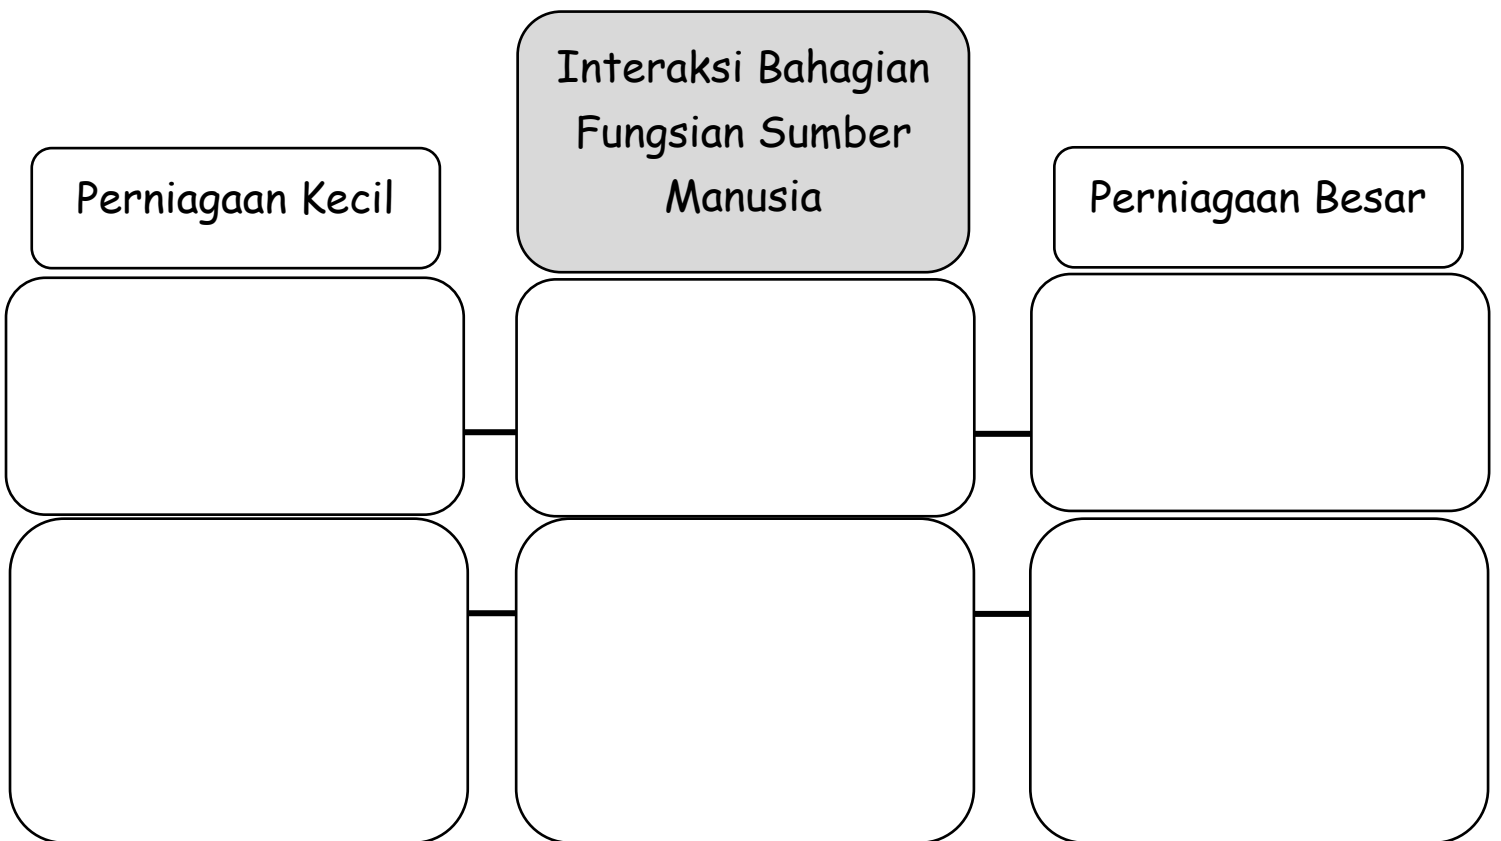 Interaksi Bahagian
Fungsian Sumber
Manusia
Perniagaan Kecil
Perniagaan Besar